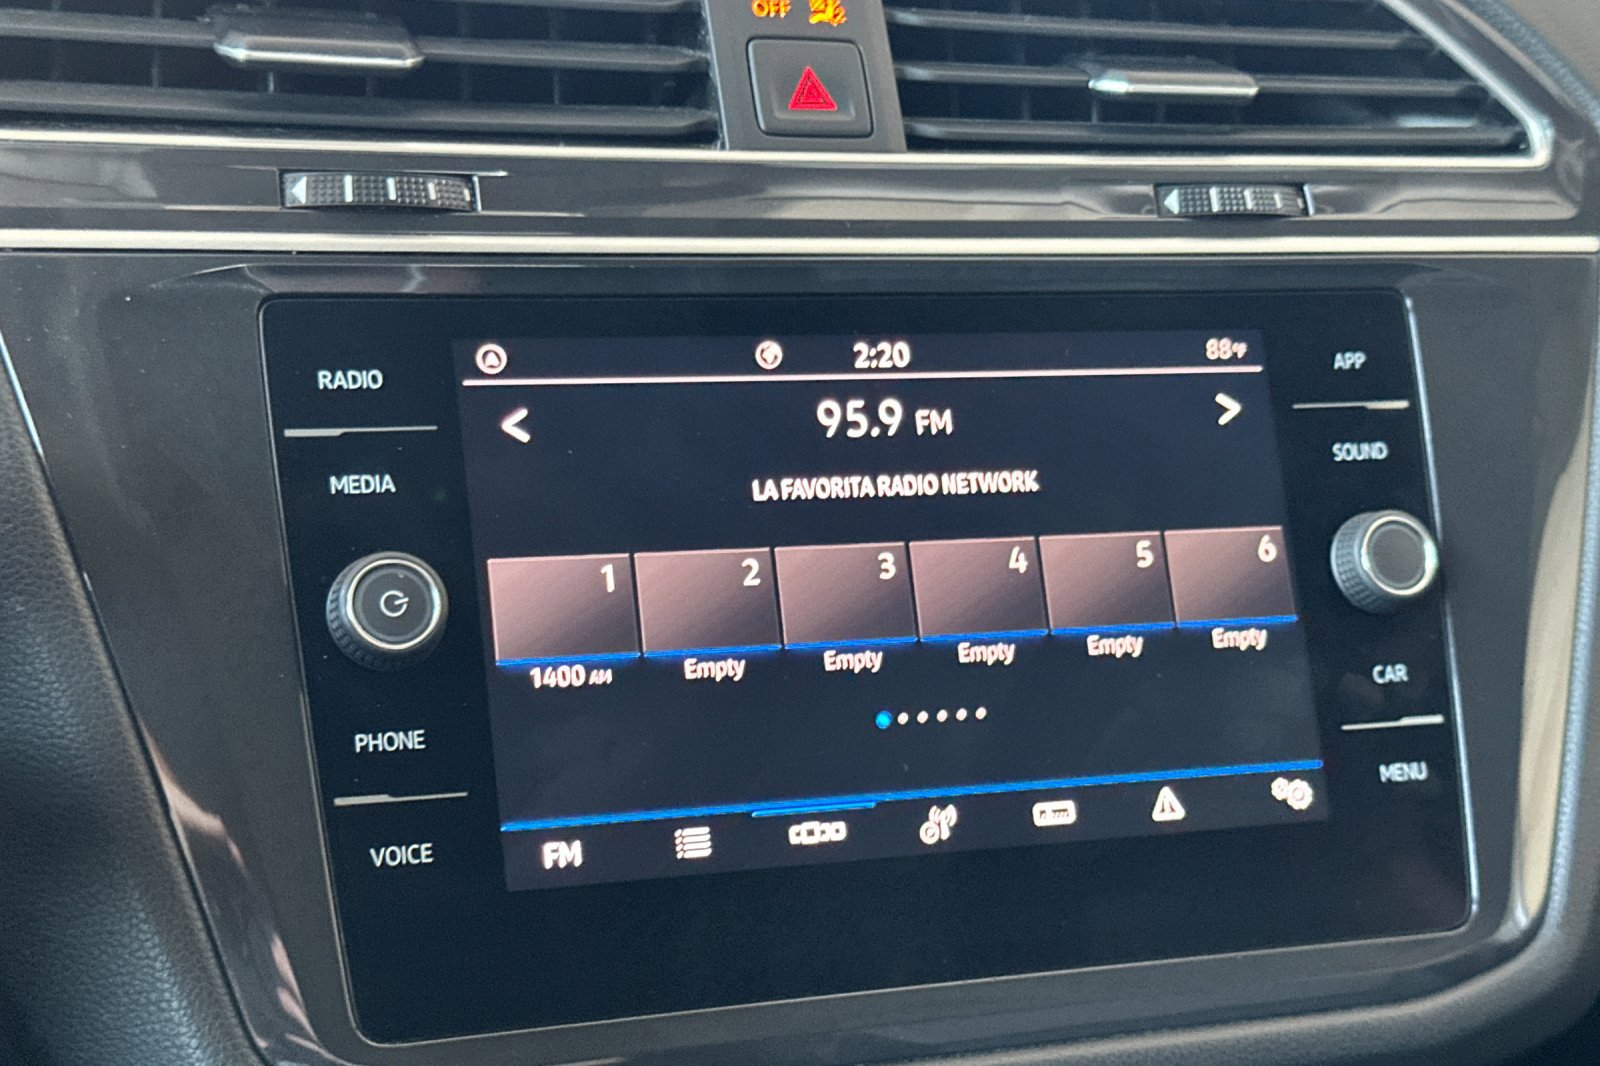 OFF
2:20
88°F
RADIO
MEDIA
PHONE
VOICE
95.9 FM
LA FAVORITA RADIO NETWORK
1
2
3
4
5
6
1400 AM
Empty
Empty
Empty
Empty
Empty
FM
APP
SOUND
CAR
MENU